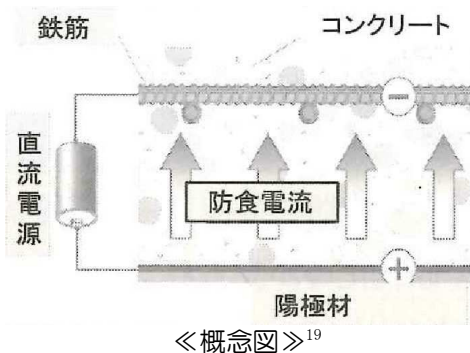 鉄筋
コンクリート
−
直流電源
防食電流
+
陽極材
≪概念図≫19